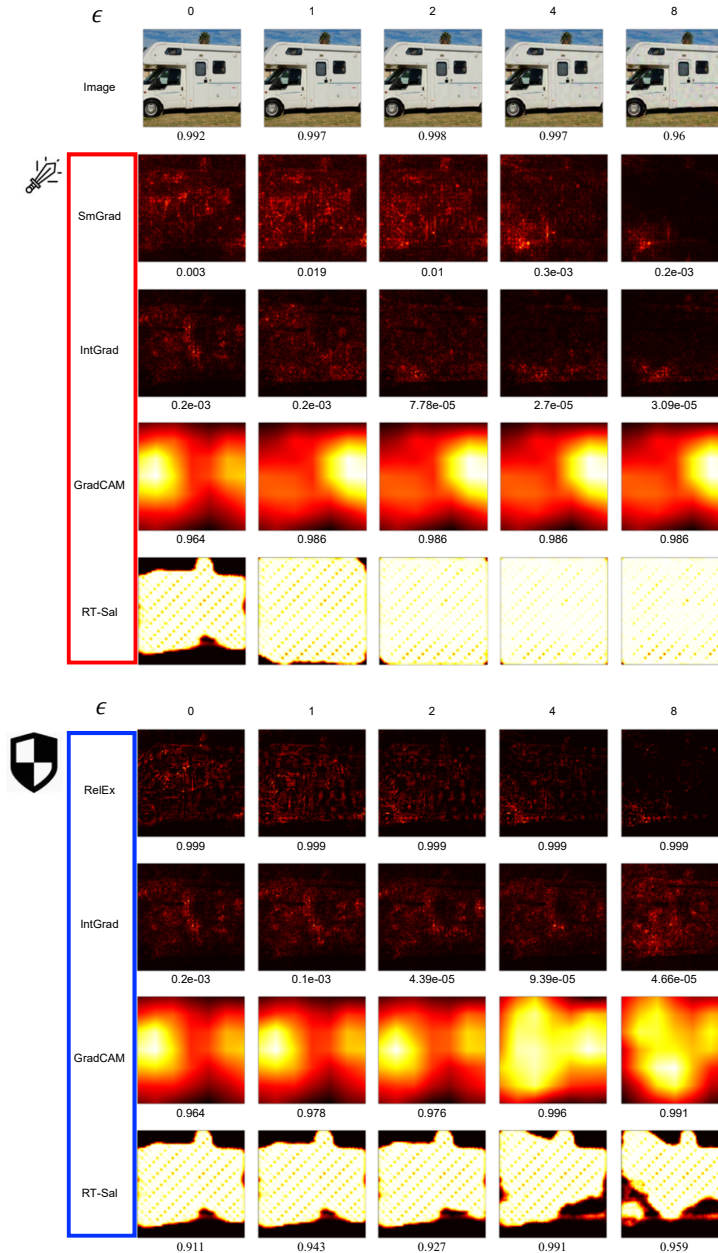 ϵ 0 1 2 4 8
Image
0.992 0.997 0.998 0.997 0.96
SmGrad
0.003 0.019 0.01 0.3e-03 0.2e-03
IntGrad
0.2e-03 0.2e-03 7.78e-05 2.7e-05 3.09e-05
GradCAM
0.964 0.986 0.986 0.986 0.986
RT-Sal
ϵ 0 1 2 4 8
RelEx
0.999 0.999 0.999 0.999 0.999
IntGrad
0.2e-03 0.1e-03 4.39e-05 9.39e-05 4.66e-05
GradCAM
0.964 0.978 0.976 0.996 0.991
RT-Sal
0.911 0.943 0.927 0.991 0.959